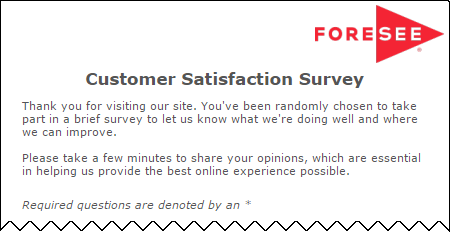 FORESEE®
Customer Satisfaction Survey
Thank you for visiting our site. You've been randomly chosen to take
part in a brief survey to let us know what we're doing well and where
we can improve.
Please take a few minutes to share your opinions, which are essential
in helping us provide the best online experience possible.
Required questions are denoted by an *